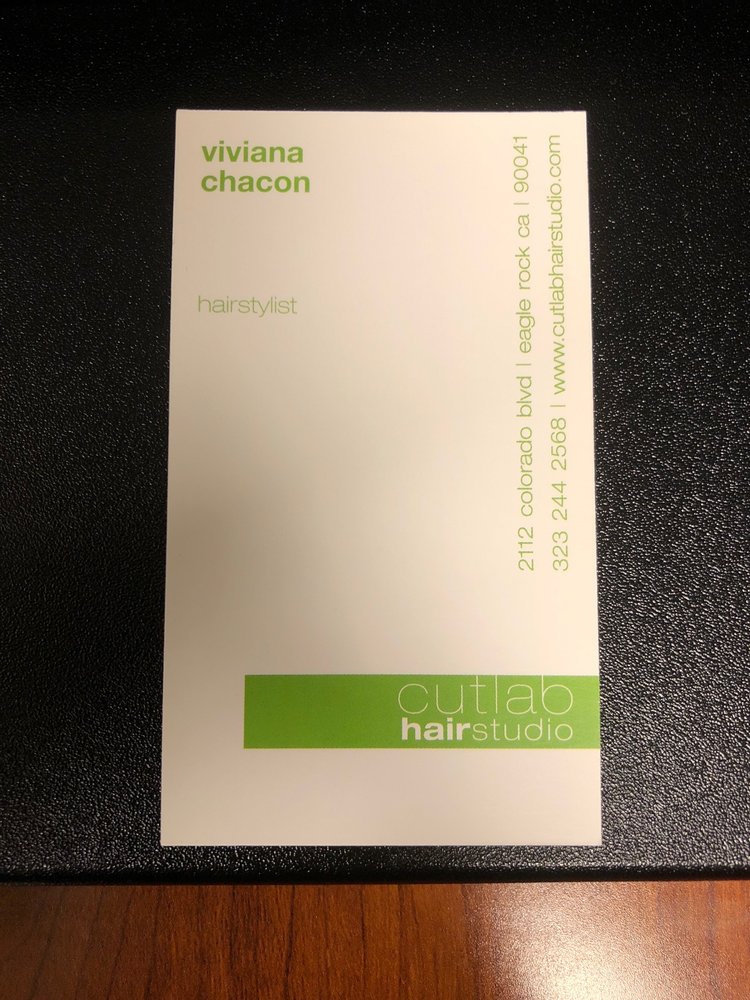 viviana
chacon
hairstylist
2112 colorado blvd | eagle rock ca | 90041
323 244 2568 | www.cutlabhairstudio.com
cutlab
hairstudio